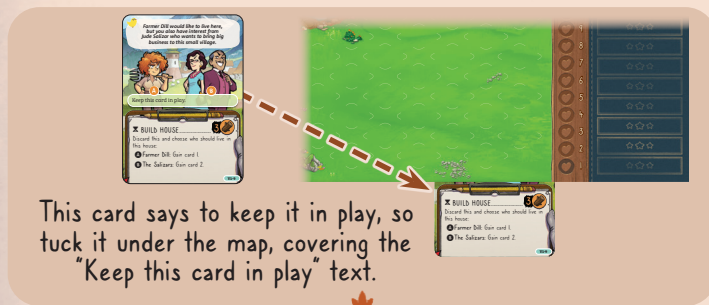 Farmer Dill would like to live here,
but you also have interest from
Jude Salizar who wants to bring big
business to this small village.
A
B
Keep this card in play.
BUILD HOUSE
3
Discard this and choose who should live in
this house:
A Farmer Dill: Gain card 1.
B The Salizars: Gain card 2.
8
7
6
5
4
3
2
1
BUILD HOUSE
3
Discard this and choose who should live in
this house:
A Farmer Dill: Gain card 1.
B The Salizars: Gain card 2.
This card says to keep it in play, so
tuck it under the map, covering the
"Keep this card in play" text.